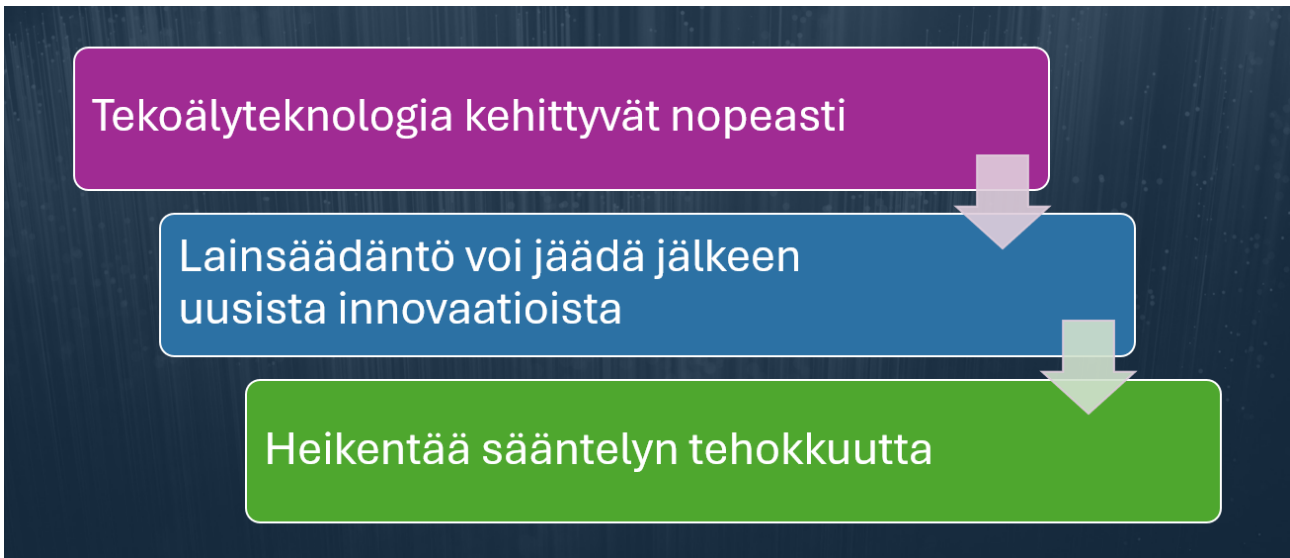 Tekoälyteknologia kehittyvät nopeasti
Lainsäädäntö voi jäädä jälkeen
uusista innovaatioista
Heikentää sääntelyn tehokkuutta